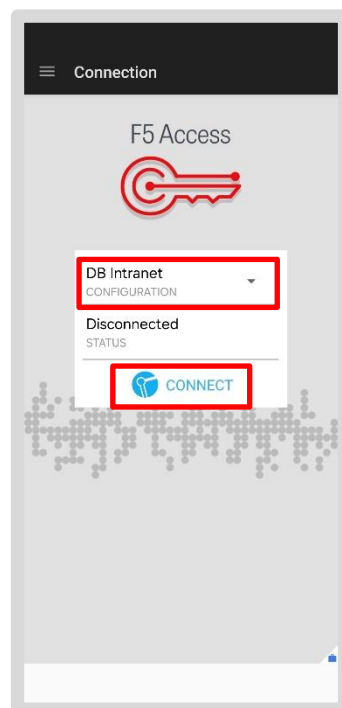 Connection
F5 Access
DB Intranet
CONFIGURATION
Disconnected
STATUS
CONNECT